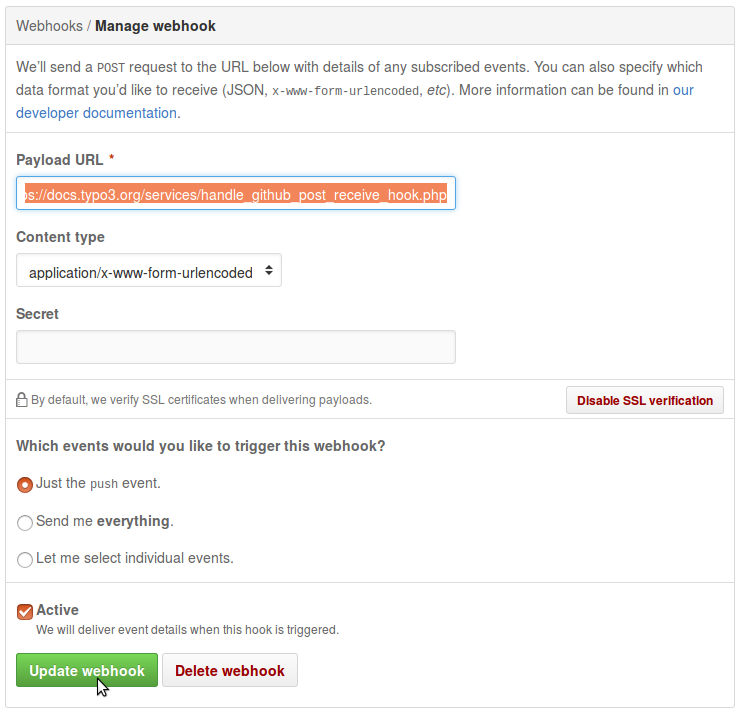 Webhooks / Manage webhook
We'll send a POST request to the URL below with details of any subscribed events. You can also specify which
data format you'd like to receive (JSON, x-www-form-urlencoded, etc). More information can be found in our
developer documentation.
Payload URL *
ps://docs.typo3.org/services/handle_github_post_receive_hook.php
Content type
application/x-www-form-urlencoded
Secret
By default, we verify SSL certificates when delivering payloads.
Disable SSL verification
Which events would you like to trigger this webhook?
Just the push event.
Send me everything.
Let me select individual events.
Active
We will deliver event details when this hook is triggered.
Update webhook
Delete webhook